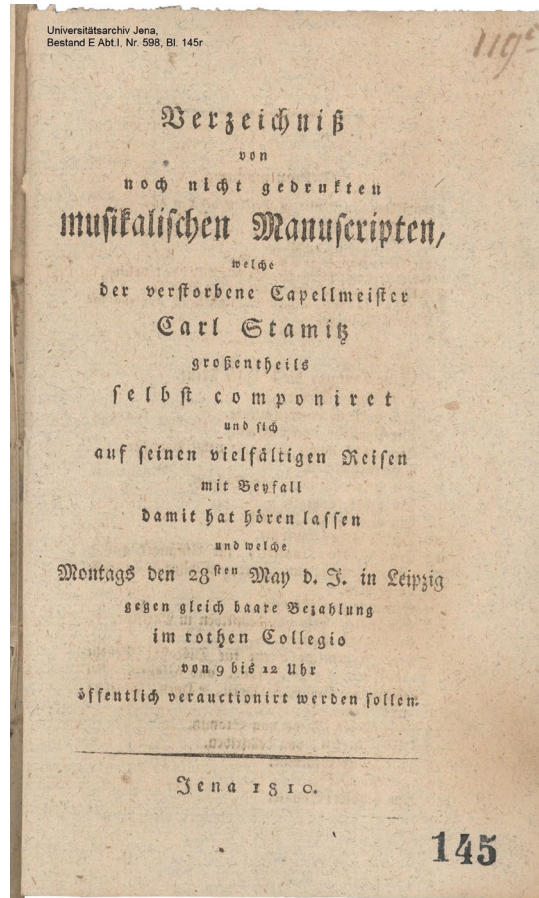 Universitätsarchiv Jena,
Bestand E Abt.I, Nr. 598, Bl. 145r
Verzeichniß
von
noch nicht gedrukten
musikalischen Manuscripten,
welche
der verstorbene Capellmeister
Carl Stamitz
großentheils
selbst componiret
und sich
auf seinen vielfältigen Reisen
mit Beyfall
damit hat hören lassen
und welche
Montags den 28sten May d. J. in Leipzig
gegen gleich baare Bezahlung
im rothen Collegio
von 9 bis 12 Uhr
öffentlich verauctionirt werden sollen.
Jena 1810.
145